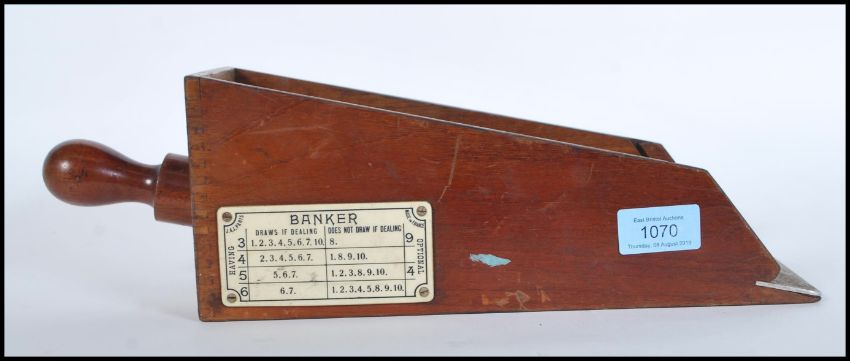 BANKER
DRAWS IF DEALING DOES NOT DRAW IF DEALING
HAVING
3 1.2.3.4.5.6.7.10. 8. 9
4 2.3.4.5.6.7. 1.8.9.10.
5 5.6.7. 1.2.3.8.9.10.
6 6.7. 1.2.3.4.5.8.9.10.
OPTIONAL
4
East Bristol Auctions
1070
Thursday, 08 August 2019